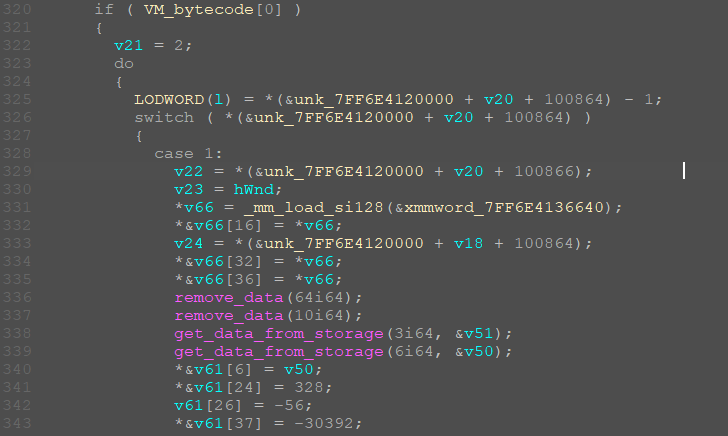 320 if ( VM_bytecode[0] )
321 {
322 v21 = 2;
323 do
324 {
325 LODWORD(l) = *(&unk_7FF6E4120000 + v20 + 100864) - 1;
326 switch ( *(&unk_7FF6E4120000 + v20 + 100864) )
327 {
328 case 1:
329 v22 = *(&unk_7FF6E4120000 + v20 + 100866);
330 v23 = hWnd;
331 *v66 = _mm_load_si128(&xmmword_7FF6E4136640);
332 *&v66[16] = *v66;
333 v24 = *(&unk_7FF6E4120000 + v18 + 100864);
334 *&v66[32] = *v66;
335 *&v66[36] = *v66;
336 remove_data(64i64);
337 remove_data(10i64);
338 get_data_from_storage(3i64, &v51);
339 get_data_from_storage(6i64, &v50);
340 *&v61[6] = v50;
341 *&v61[24] = 328;
342 v61[26] = -56;
343 *&v61[37] = -30392;